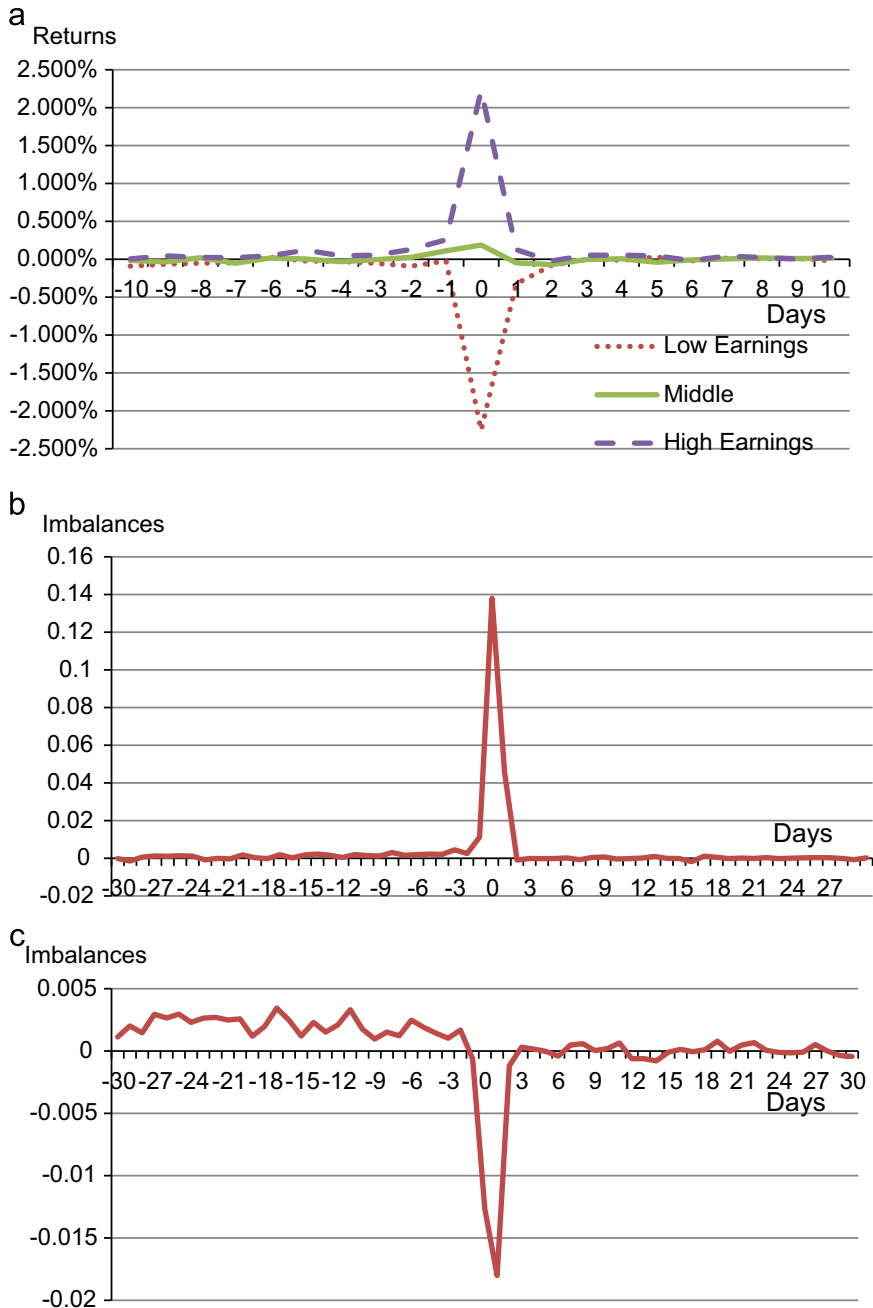 a
Returns
2.500%
2.000%
1.500%
1.000%
0.500%
0.000%
-0.500%
-1.000%
-1.500%
-2.000%
-2.500%
-10 -9 -8 -7 -6 -5 -4 -3 -2 -1 0 1 2 3 4 5 6 7 8 9 10
Days
Low Earnings
Middle
High Earnings
b
Imbalances
0.16
0.14
0.12
0.1
0.08
0.06
0.04
0.02
0
-0.02
Days
-30 -27 -24 -21 -18 -15 -12 -9 -6 -3 0 3 6 9 12 15 18 21 24 27
c
Imbalances
0.005
0
-0.005
-0.01
-0.015
-0.02
-30 -27 -24 -21 -18 -15 -12 -9 -6 -3 0 3 6 9 12 15 18 21 24 27 30
Days